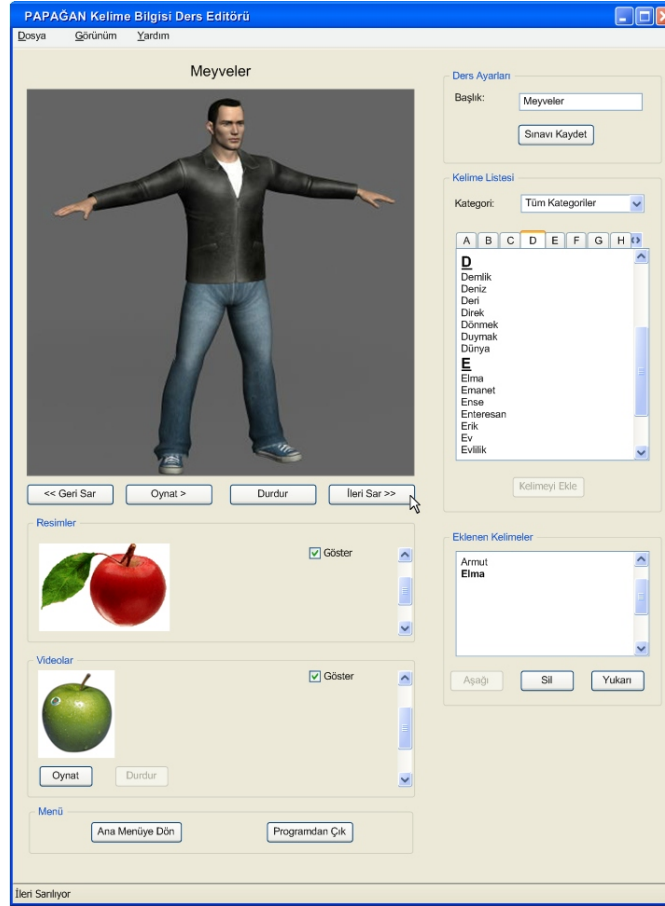 PAPAĞAN Kelime Bilgisi Ders Editörü
Dosya Görünüm Yardım
Meyveler
<< Geri Sar Oynat > Durdur İleri Sar >>
Resimler
Göster
Videolar
Göster
Oynat Durdur
Menü
Ana Menüye Dön Programdan Çık
Ders Ayarları
Başlık: Meyveler
Sınavı Kaydet
Kelime Listesi
Kategori: Tüm Kategoriler
A B C D E F G H
D
Demlik
Deniz
Deri
Direk
Dönmek
Duymak
Dünya
E
Elma
Emanet
Ense
Enteresan
Erik
Ev
Evlilik
Kelimeyi Ekle
Eklenen Kelimeler
Armut
Elma
Aşağı Sil Yukarı
İleri Sarılıyor